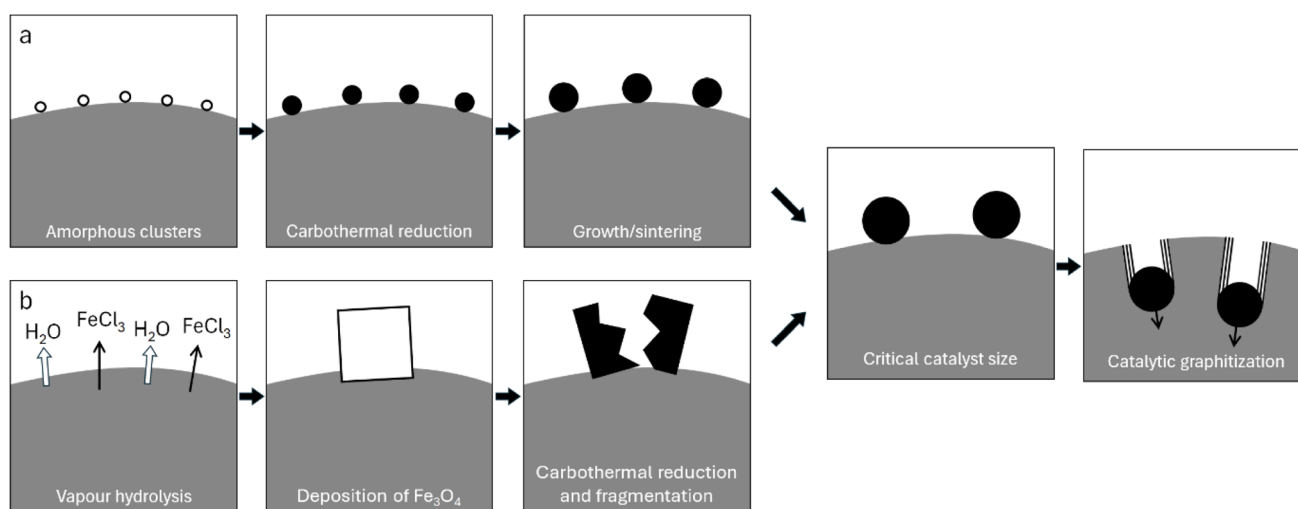 a
Amorphous clusters
Carbothermal reduction
Growth/sintering
b
H₂O
FeCl₃
H₂O
FeCl₃
Vapour hydrolysis
Deposition of Fe₃O₄
Carbothermal reduction
and fragmentation
Critical catalyst size
Catalytic graphitization